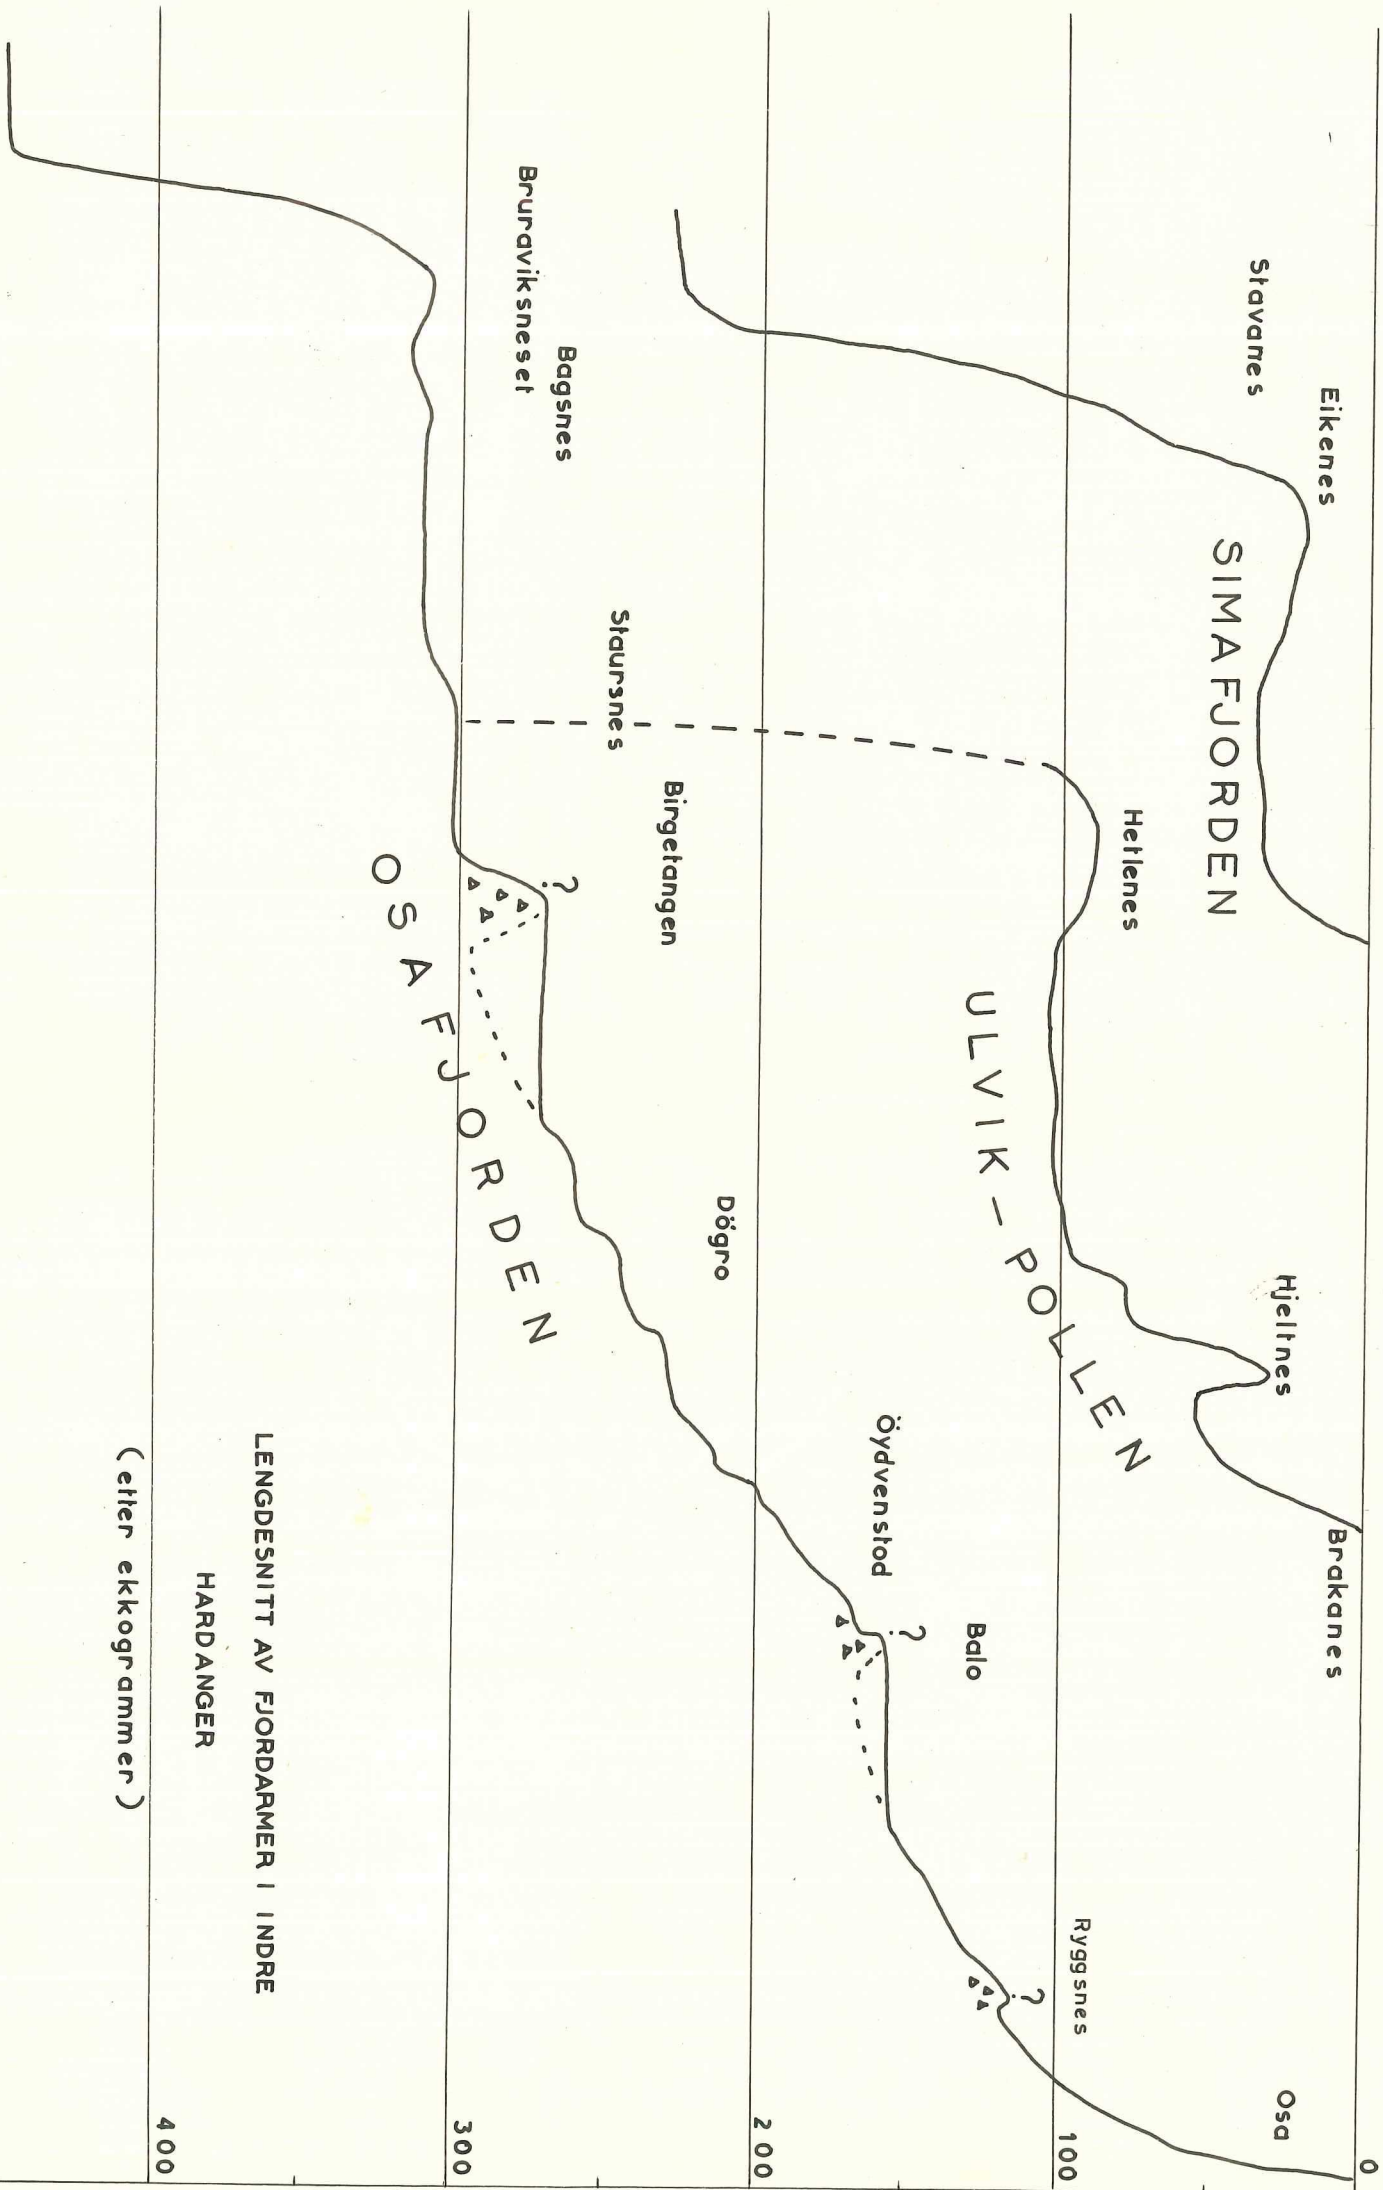 Eikenes
Stavanes
SIMAFJORDEN
Hetlenes
ULVIK – POLLEN
Hjeltnes
Brakanes
Bruraviksneset
Bagsnes
Staursnes
Birgetangen
?
OSAFJORDEN
Dögro
Öydvenstod
?
Balo
Ryggsnes
?
Osa
0
100
200
300
400
LENGDESNITT AV FJORDARMER I INDRE
HARDANGER
(etter ekkogrammer)